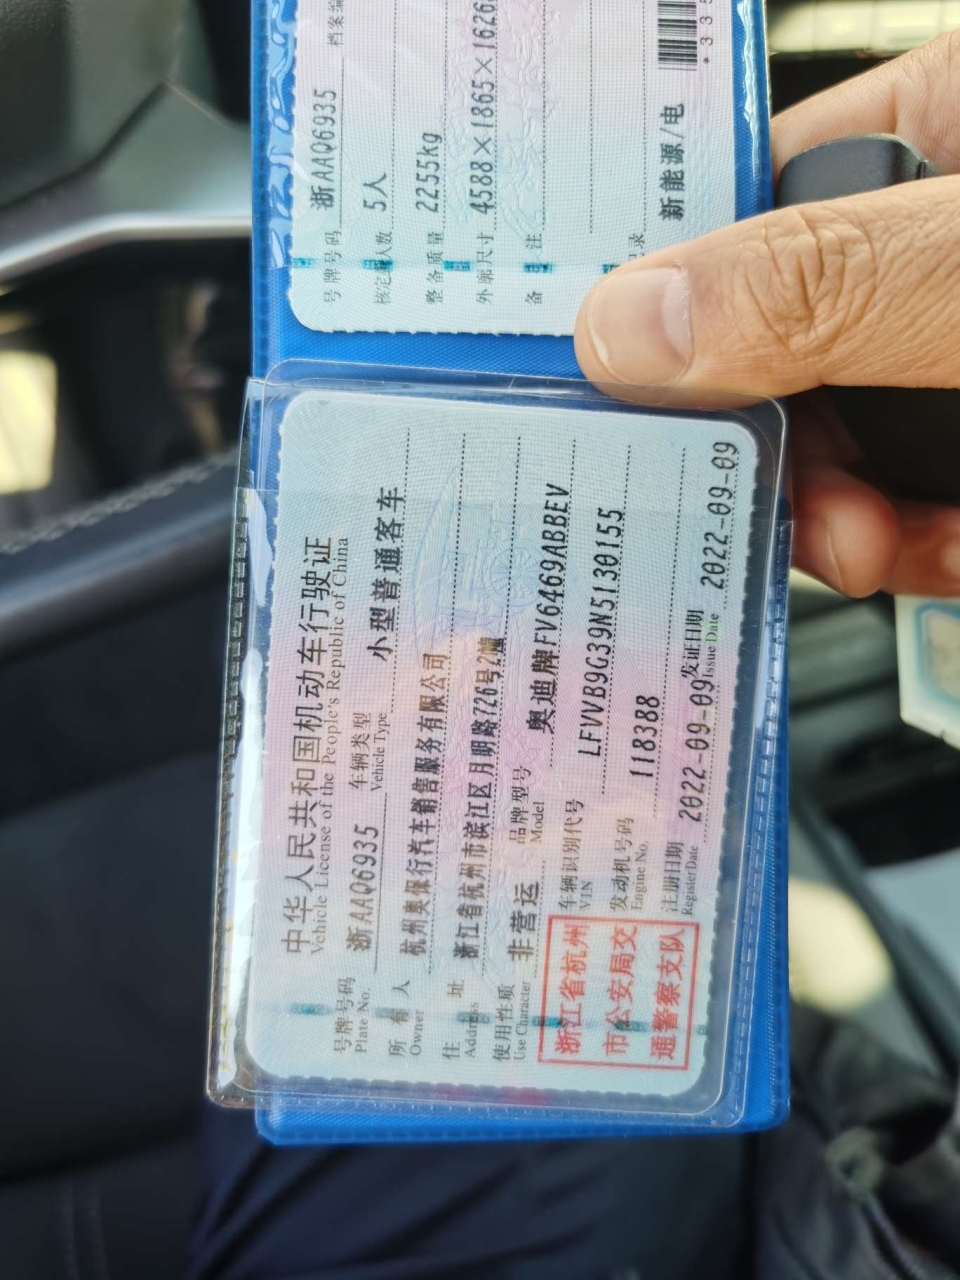 中华人民共和国机动车行驶证
Vehicle License of the People's Republic of China
号牌号码 浙AAQ6935 车辆类型 小型普通客车
Plate No. Vehicle Type
所有人 杭州奥保行汽车销售服务有限公司
Owner
住址 浙江省杭州市滨江区月明路726号2幢
Address
使用性质 非营运 品牌型号 奥迪牌FV6469ABBEV
Use Character Model
浙江省杭州
市公安局交
通警察支队
车辆识别代号 LFVVB9G39N5130155
VIN
发动机号码 118388
Engine No.
注册日期 2022-09-09 发证日期 2022-09-09
Register Date Issue Date
号牌号码 浙AAQ6935 档案编
核定载人数 5人
整备质量 2255kg
外廓尺寸 4588×1865×1626
备注
录 新能源/电